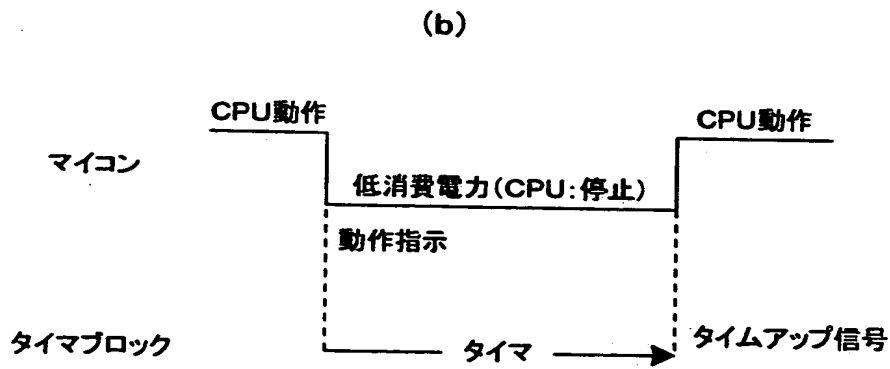 (b)
CPU動作
CPU動作
マイコン
低消費電力(CPU:停止)
動作指示
タイマブロック
タイマ
タイムアップ信号